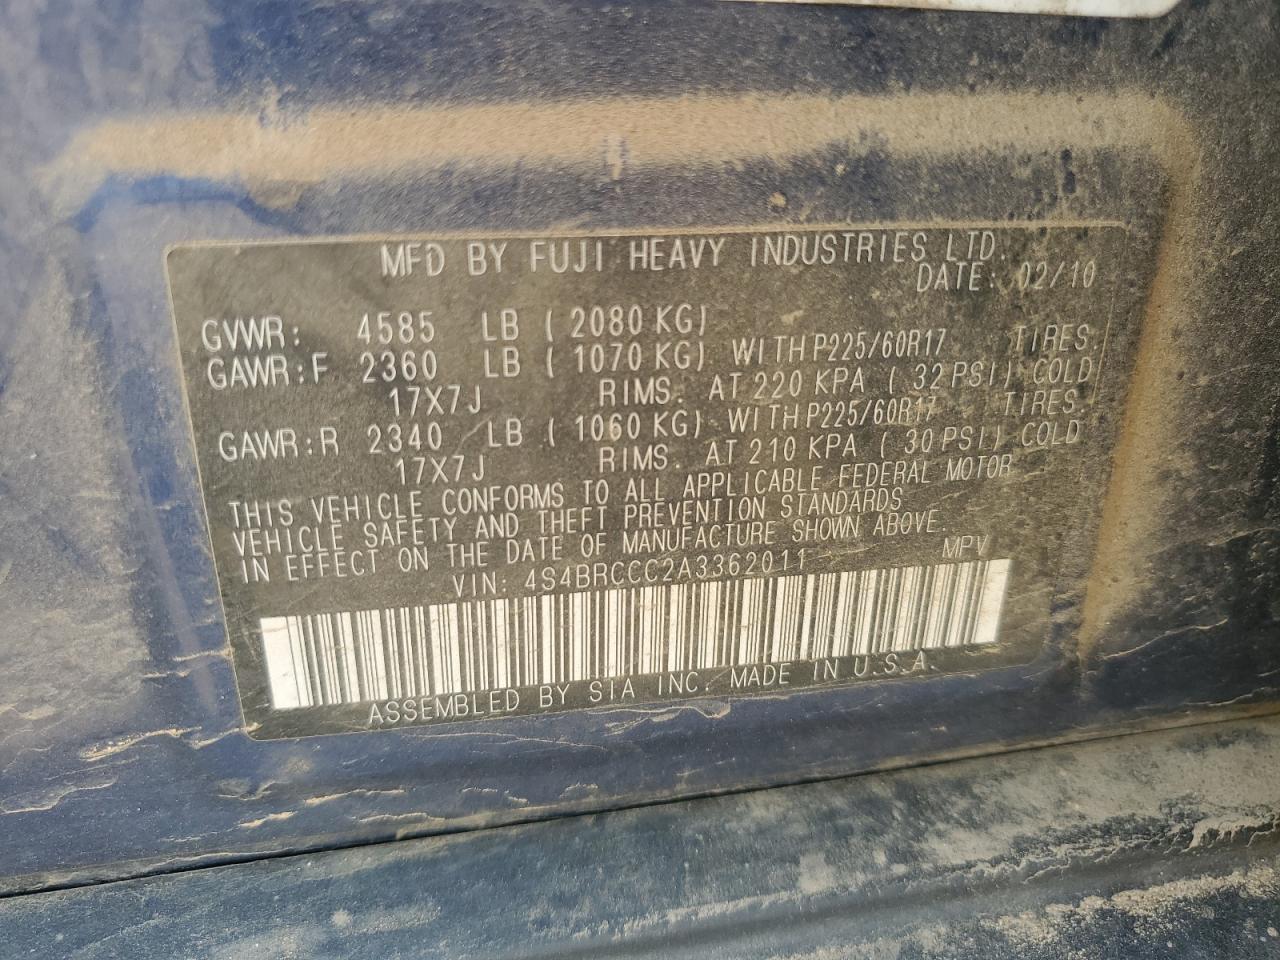 MFD BY FUJI HEAVY INDUSTRIES LTD.
DATE: 02/10
GVWR: 4585 LB ( 2080 KG)
GAWR:F 2360 LB ( 1070 KG) WITH P225/60R17 TIRES.
17X7J RIMS. AT 220 KPA ( 32 PSI) COLD
GAWR:R 2340 LB ( 1060 KG) WITH P225/60R17 TIRES.
17X7J RIMS. AT 210 KPA ( 30 PSI) COLD
THIS VEHICLE CONFORMS TO ALL APPLICABLE FEDERAL MOTOR
VEHICLE SAFETY AND THEFT PREVENTION STANDARDS
IN EFFECT ON THE DATE OF MANUFACTURE SHOWN ABOVE.
VIN: 4S4BRCCC2A3362011 MPV
ASSEMBLED BY SIA INC. MADE IN U.S.A.